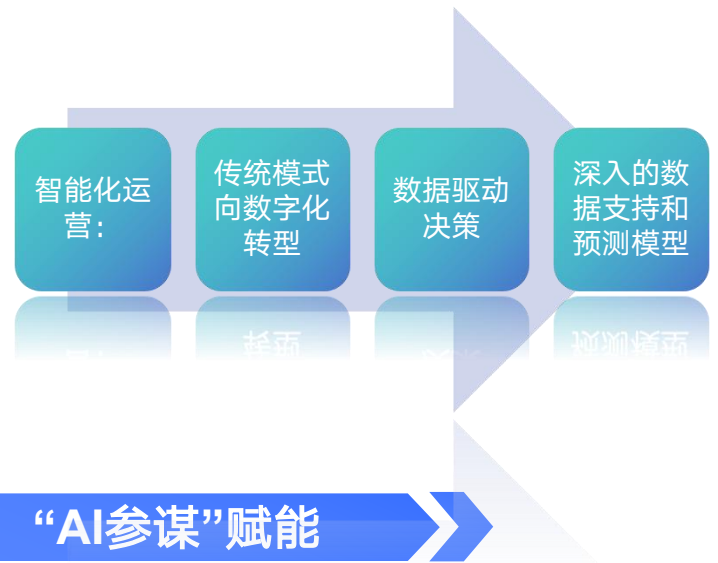 智能化运
营：
传统模式
向数字化
转型
数据驱动
决策
深入的数
据支持和
预测模型
“AI参谋”赋能